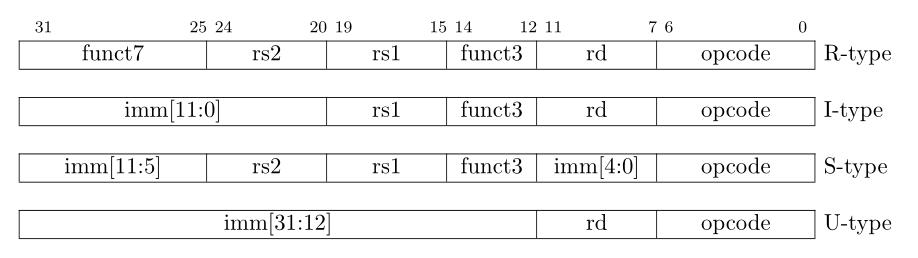 31 25 24 20 19 15 14 12 11 7 6 0
funct7 rs2 rs1 funct3 rd opcode R-type
imm[11:0] rs1 funct3 rd opcode I-type
imm[11:5] rs2 rs1 funct3 imm[4:0] opcode S-type
imm[31:12] rd opcode U-type